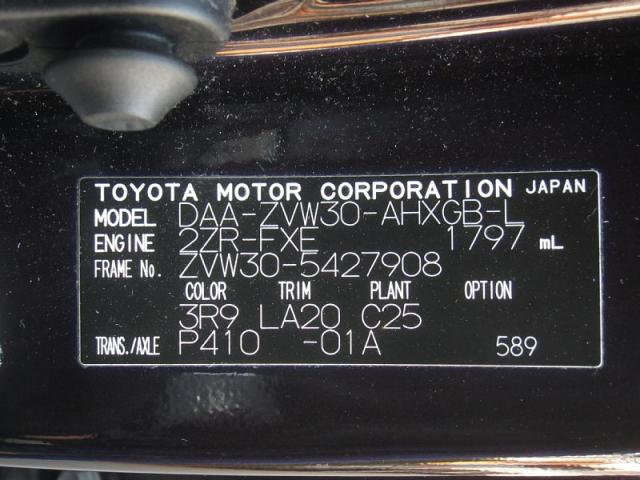 TOYOTA MOTOR CORPORATION JAPAN
MODEL DAA-ZVW30-AHXGB-L
ENGINE 2ZR-FXE 1797 mL
FRAME No. ZVW30-5427908
COLOR TRIM PLANT OPTION
3R9 LA20 C25
TRANS./AXLE P410 -01A 589